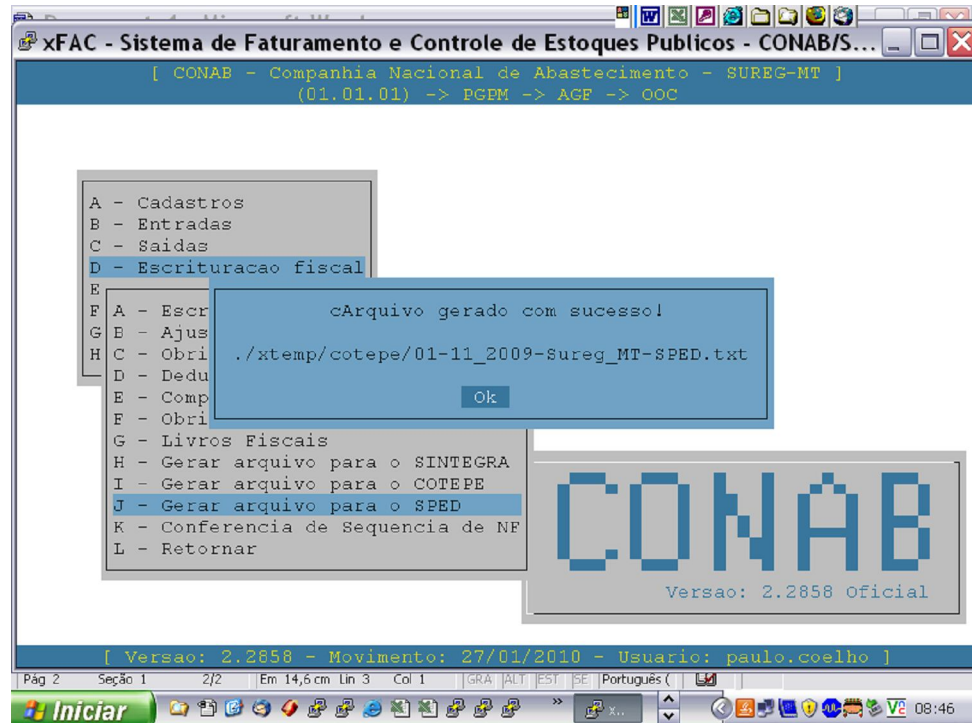 xFAC - Sistema de Faturamento e Controle de Estoques Publicos - CONAB/S...
[ CONAB - Companhia Nacional de Abastecimento - SUREG-MT ]
(01.01.01) -> PGPM -> AGF -> OOC
A - Cadastros
B - Entradas
C - Saidas
D - Escrituracao fiscal
E
F
G
H
A - Escr
B - Ajus
C - Obri
D - Dedu
E - Comp
F - Obri
G - Livros Fiscais
H - Gerar arquivo para o SINTEGRA
I - Gerar arquivo para o COTEPE
J - Gerar arquivo para o SPED
K - Conferencia de Sequencia de NF
L - Retornar
cArquivo gerado com sucesso!
./xtemp/cotepe/01-11_2009-Sureg_MT-SPED.txt
Ok
CONAB
Versao: 2.2858 Oficial
[ Versao: 2.2858 - Movimento: 27/01/2010 - Usuario: paulo.coelho ]
Pág 2 Seção 1 2/2 Em 14,6 cm Lin 3 Col 1 GRA ALT EST SE Português (
Iniciar » x... 08:46